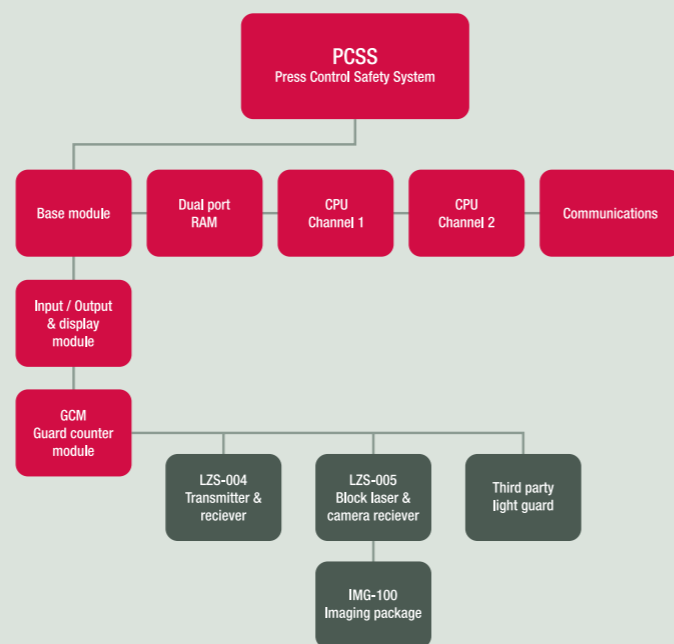 PCSS
Press Control Safety System
Base module
Dual port
RAM
CPU
Channel 1
CPU
Channel 2
Communications
Input / Output
& display
module
GCM
Guard counter
module
LZS-004
Transmitter &
reciever
LZS-005
Block laser &
camera reciever
Third party
light guard
IMG-100
Imaging package